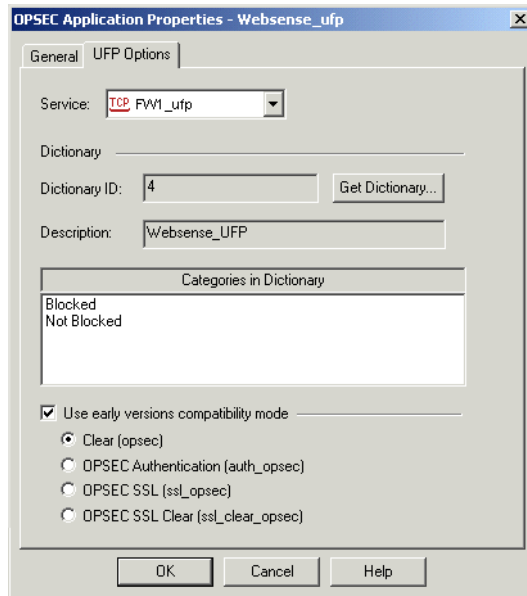 OPSEC Application Properties - Websense_ufp
General UFP Options
Service: TCP FW1_ufp
Dictionary
Dictionary ID: 4 Get Dictionary...
Description: Websense_UFP
Categories in Dictionary
Blocked
Not Blocked
Use early versions compatibility mode
Clear (opsec)
OPSEC Authentication (auth_opsec)
OPSEC SSL (ssl_opsec)
OPSEC SSL Clear (ssl_clear_opsec)
OK Cancel Help